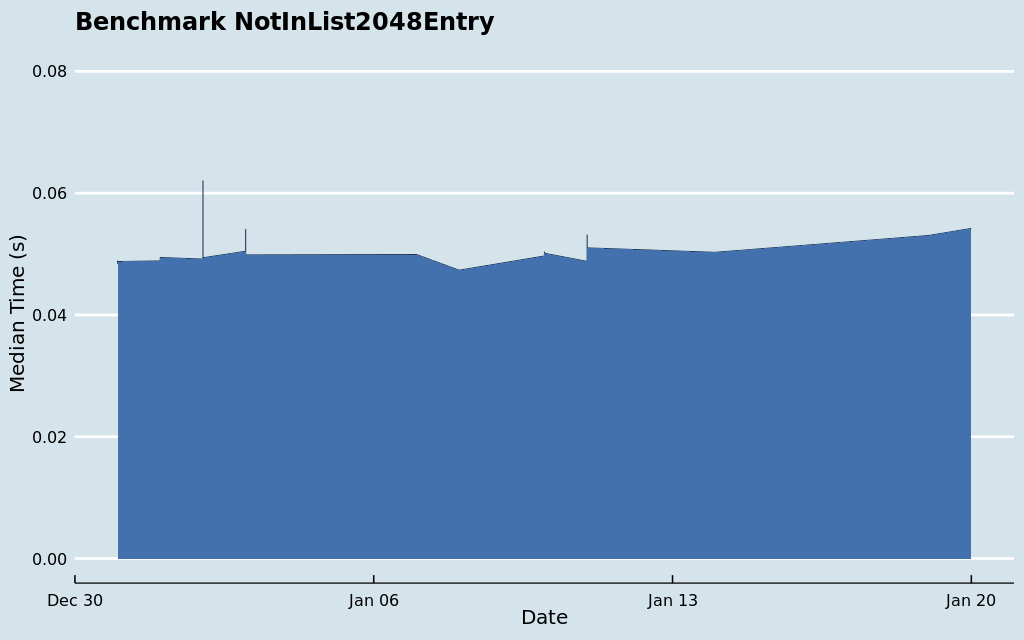 Benchmark NotInList2048Entry
Median Time (s)
0.08
0.06
0.04
0.02
0.00
Dec 30
Jan 06
Jan 13
Jan 20
Date